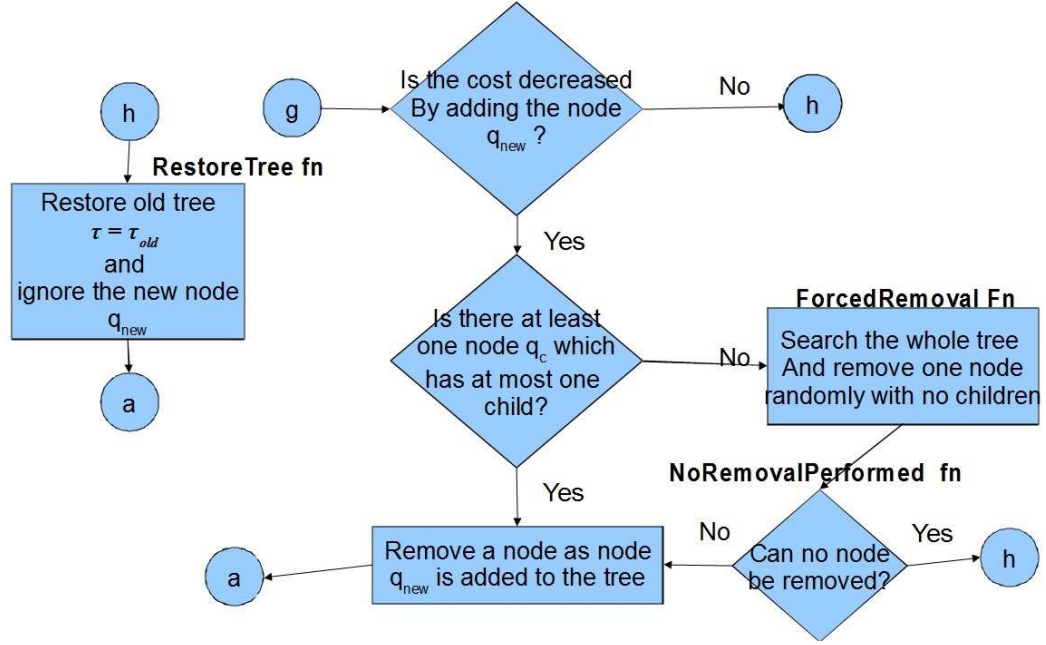 h
RestoreTree fn
Restore old tree
τ = τ_old
and
ignore the new node
q_new
a
g
Is the cost decreased
By adding the node
q_new ?
No
h
Yes
Is there at least
one node q_c which
has at most one
child?
No
ForcedRemoval Fn
Search the whole tree
And remove one node
randomly with no children
Yes
NoRemovalPerformed fn
Can no node
be removed?
No
Yes
h
Remove a node as node
q_new is added to the tree
a